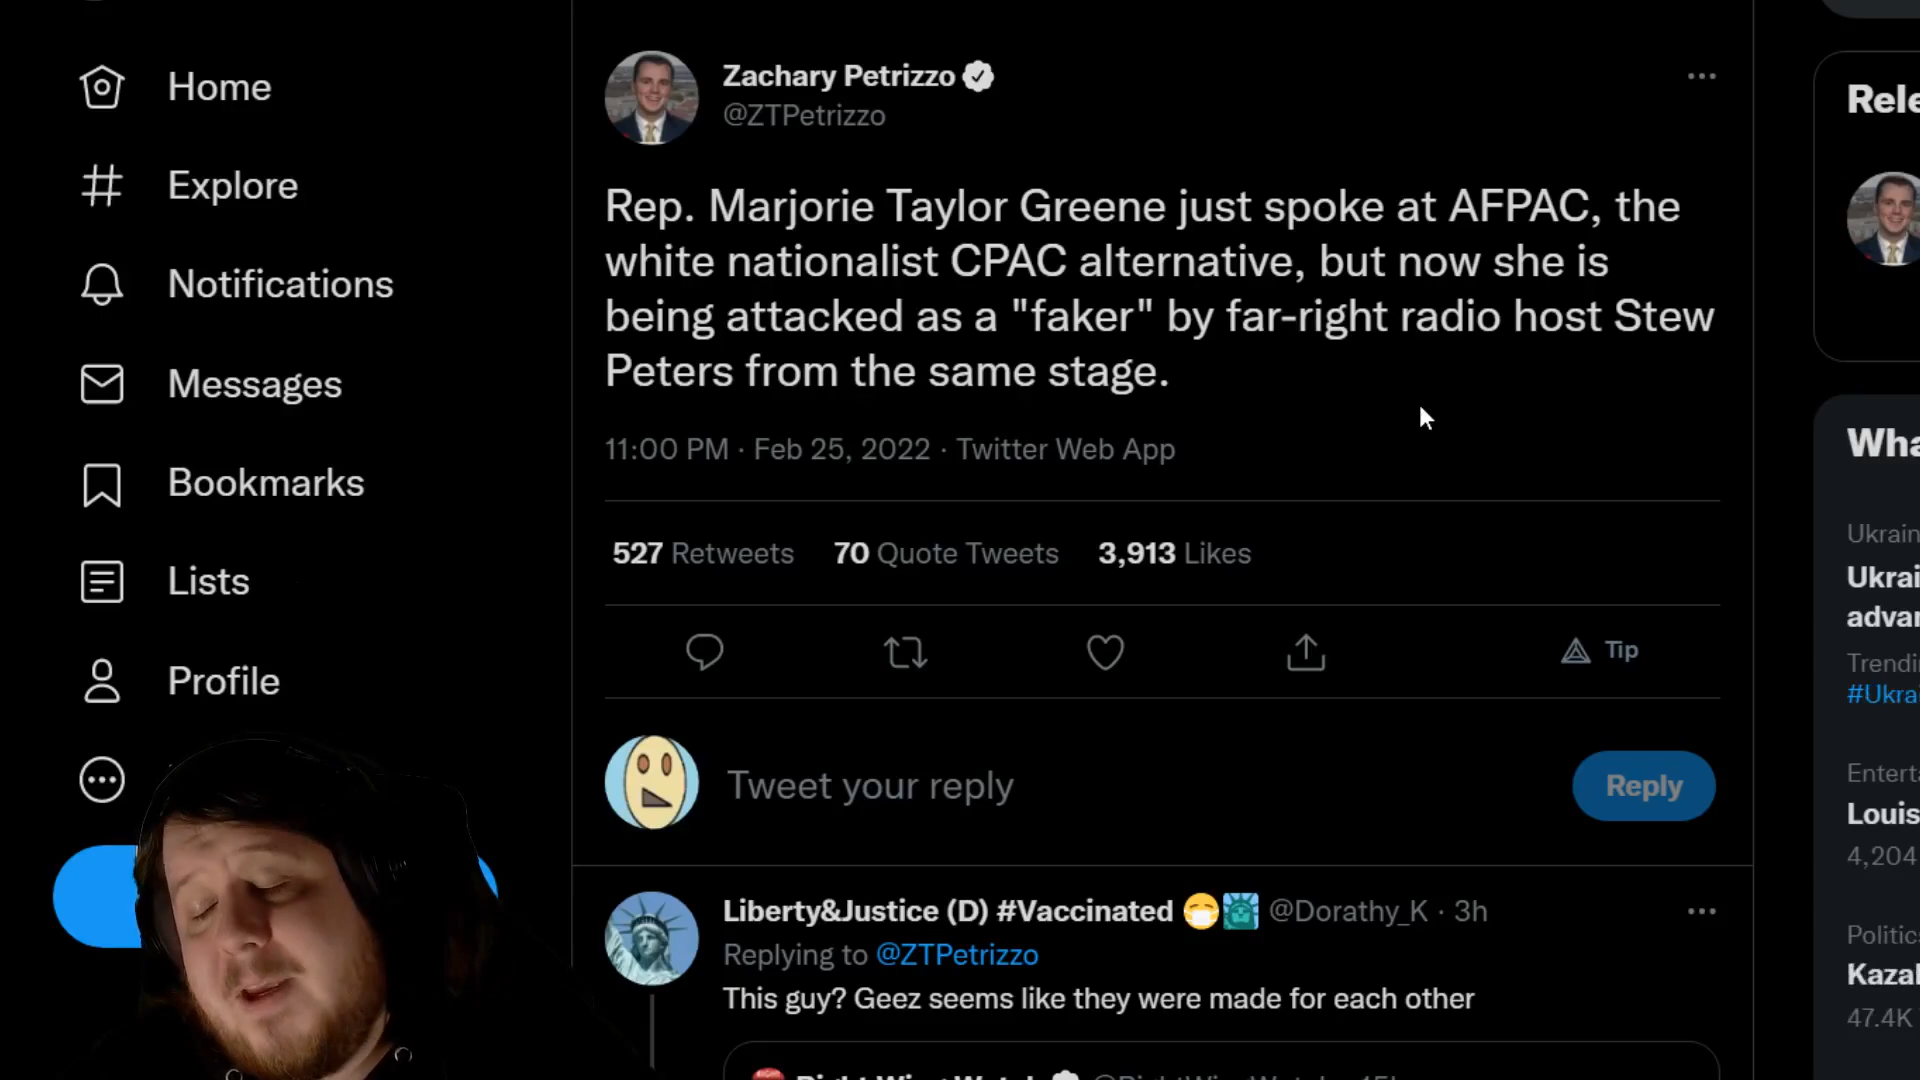 Home
Explore
Notifications
Messages
Bookmarks
Lists
Profile
Zachary Petrizzo
@ZTPetrizzo
Rep. Marjorie Taylor Greene just spoke at AFPAC, the
white nationalist CPAC alternative, but now she is
being attacked as a "faker" by far-right radio host Stew
Peters from the same stage.
11:00 PM · Feb 25, 2022 · Twitter Web App
527 Retweets 70 Quote Tweets 3,913 Likes
Tip
Tweet your reply
Reply
Liberty&Justice (D) #Vaccinated 😷🗽 @Dorathy_K · 3h
Replying to @ZTPetrizzo
This guy? Geez seems like they were made for each other
Rele
Wha
Ukrain
Ukrai
advan
Trendi
#Ukra
Enterta
Louis
4,204
Politics
Kazal
47.4K